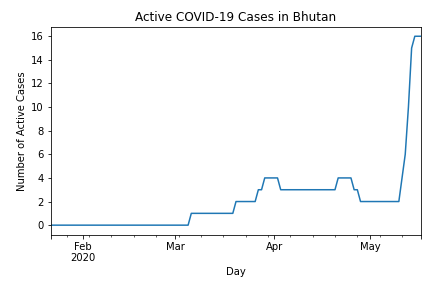 Active COVID-19 Cases in Bhutan
Number of Active Cases
16
14
12
10
8
6
4
2
0
Feb Mar Apr May
2020
Day